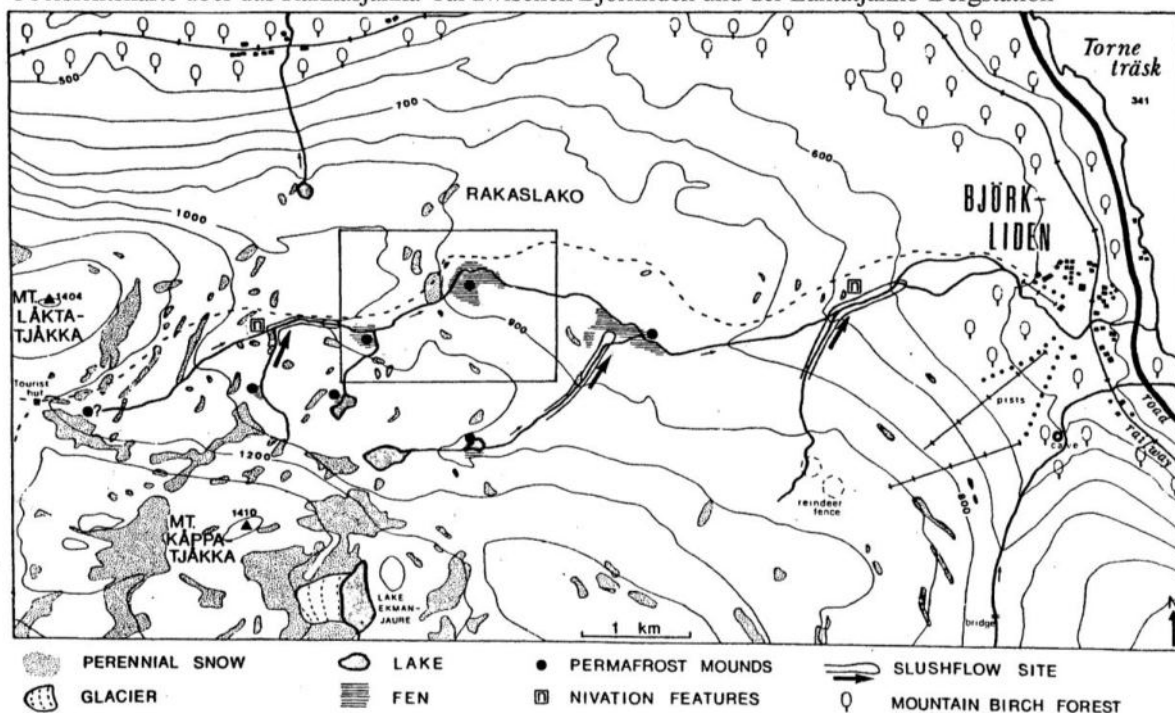 500
700
600
1000
RAKASLAKO
Torne
träsk
341
BJÖRK-
LIDEN
MT.
LÅKTA-
TJÅKKA
1404
900
Tourist
hut
?
1200
MT.
KÅPPA-
TJÅKKA
1410
LAKE
EKMAN-
JAURE
reindeer
fence
800
pists
cave
road
railway
bridge
1 km
PERENNIAL SNOW
LAKE
PERMAFROST MOUNDS
SLUSHFLOW SITE
GLACIER
FEN
NIVATION FEATURES
MOUNTAIN BIRCH FOREST